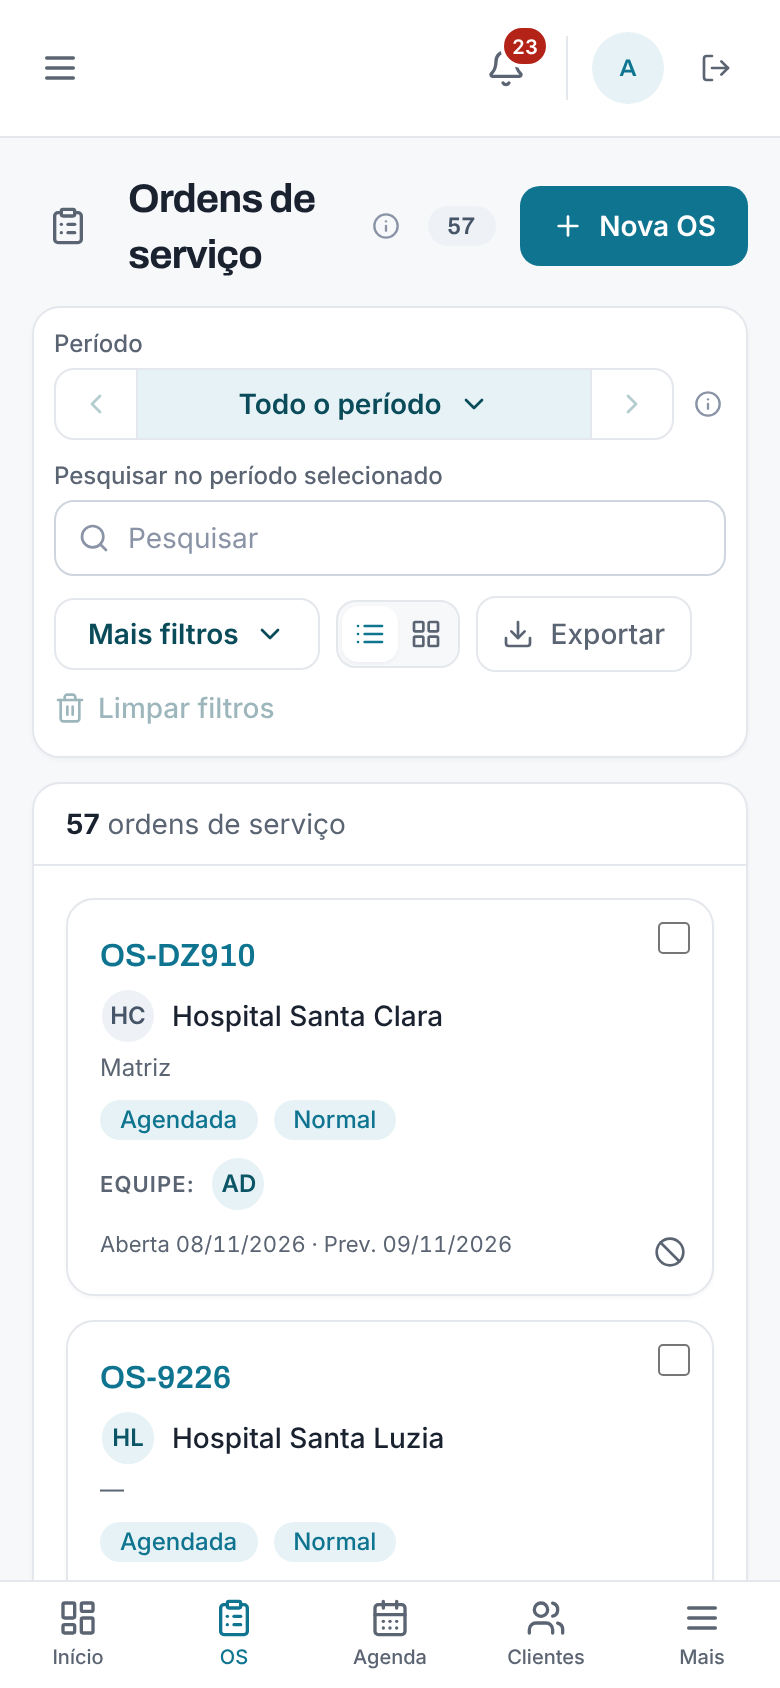 23
A
Ordens de
serviço
57
Nova OS
Período
Todo o período
Pesquisar no período selecionado
Pesquisar
Mais filtros
Exportar
Limpar filtros
57 ordens de serviço
OS-DZ910
HC Hospital Santa Clara
Matriz
Agendada Normal
EQUIPE: AD
Aberta 08/11/2026 · Prev. 09/11/2026
OS-9226
HL Hospital Santa Luzia
—
Agendada Normal
Início OS Agenda Clientes Mais